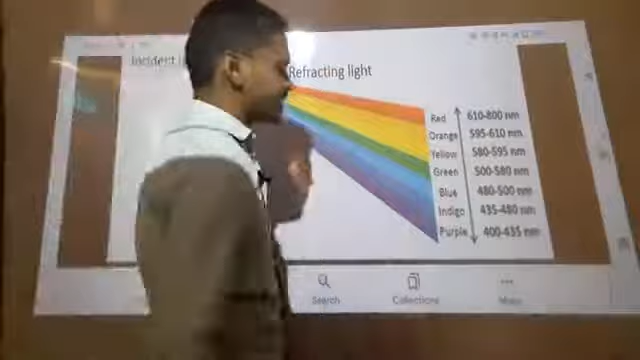 Incident
Refracting light
Red 610-800 nm
Orange 595-610 nm
Yellow 580-595 nm
Green 500-580 nm
Blue 480-500 nm
Indigo 435-480 nm
Purple 400-435 nm
Search Collections More